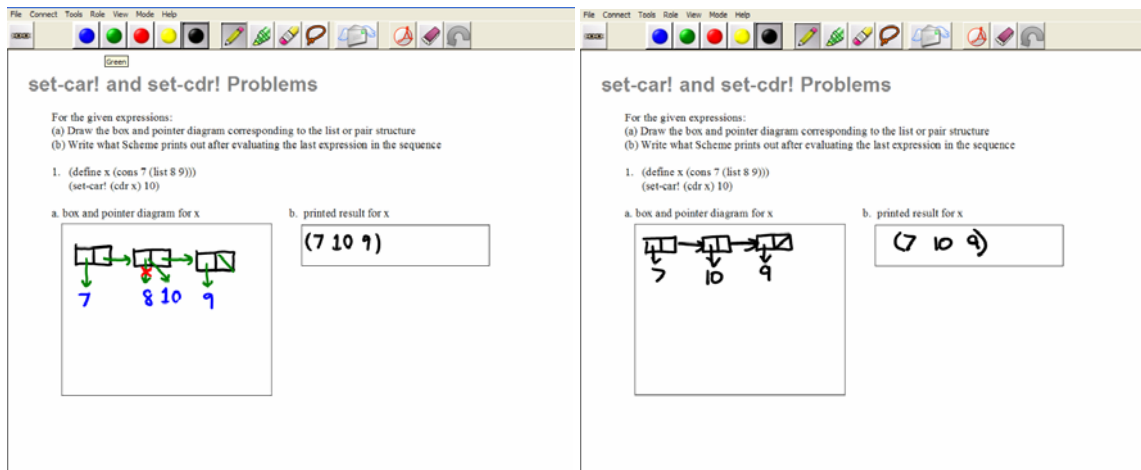 File Connect Tools Role View Mode Help
Green
set-car! and set-cdr! Problems
For the given expressions:
(a) Draw the box and pointer diagram corresponding to the list or pair structure
(b) Write what Scheme prints out after evaluating the last expression in the sequence
1. (define x (cons 7 (list 8 9)))
(set-car! (cdr x) 10)
a. box and pointer diagram for x
b. printed result for x
(7 10 9)
7 8 10 9
File Connect Tools Role View Mode Help
set-car! and set-cdr! Problems
For the given expressions:
(a) Draw the box and pointer diagram corresponding to the list or pair structure
(b) Write what Scheme prints out after evaluating the last expression in the sequence
1. (define x (cons 7 (list 8 9)))
(set-car! (cdr x) 10)
a. box and pointer diagram for x
b. printed result for x
(7 10 9)
7 10 9